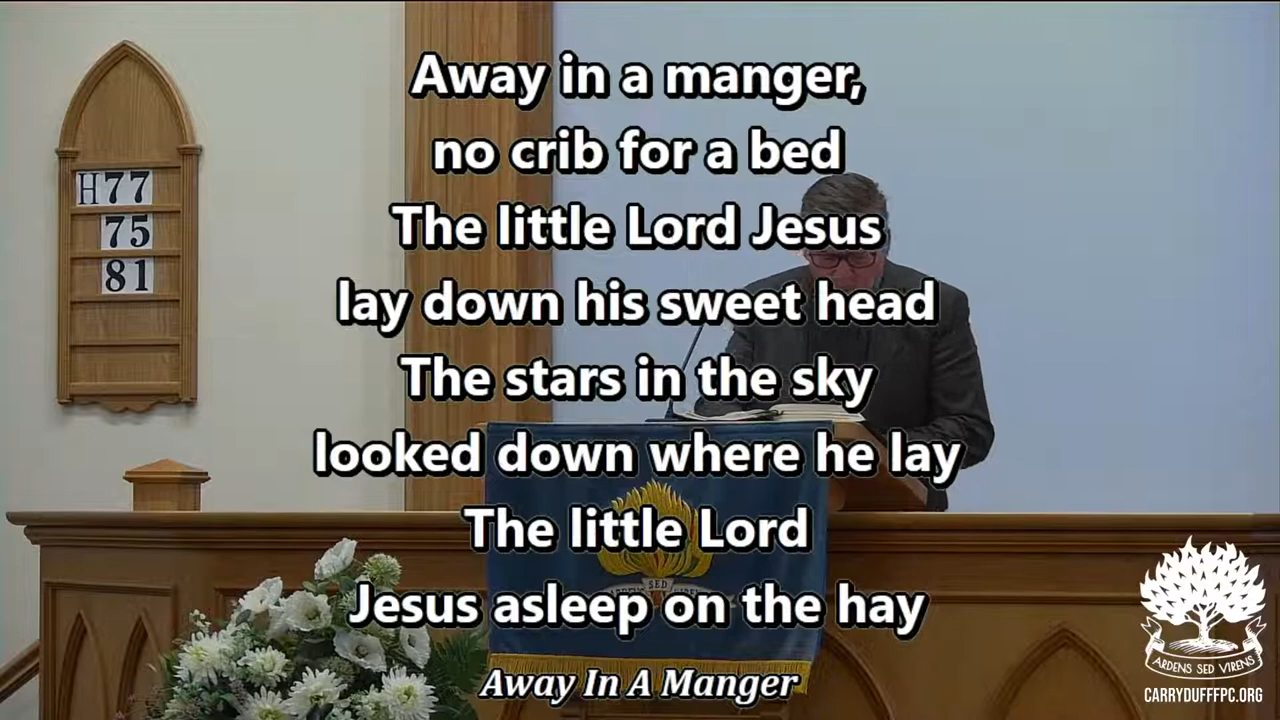 Away in a manger,
no crib for a bed
The little Lord Jesus
lay down his sweet head
The stars in the sky
looked down where he lay
The little Lord
Jesus asleep on the hay
Away In A Manger
H77
75
81
SED
ARDENS SED VIRENS
CARRYDUFFFPC.ORG